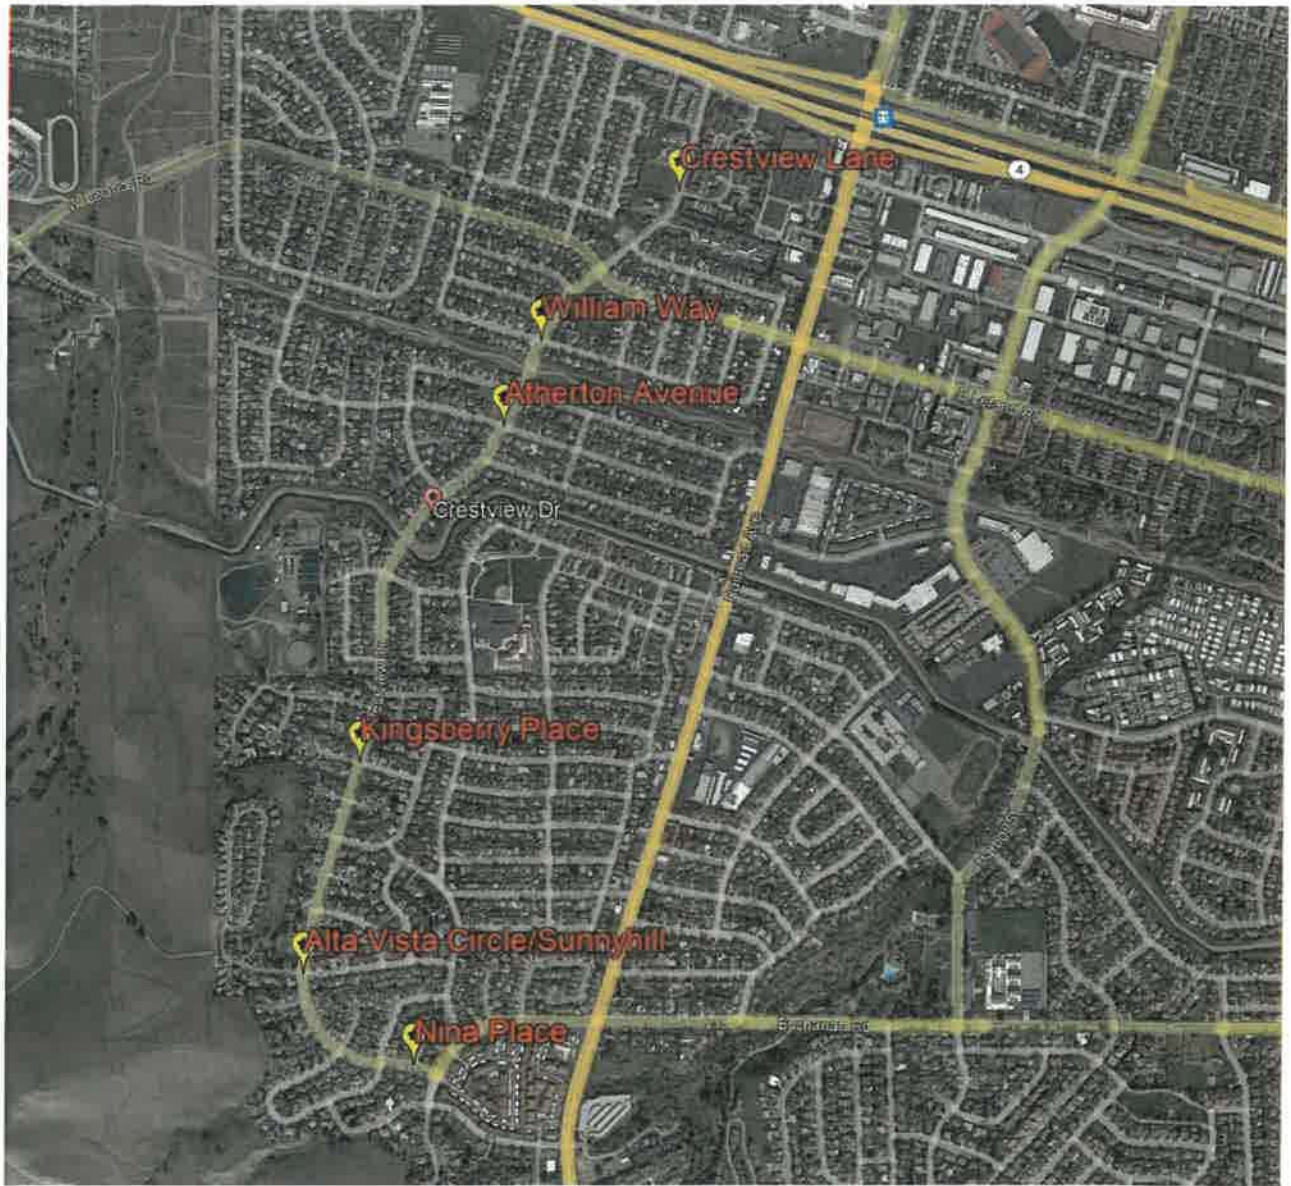 Crestview Lane
4
William Way
Atherton Avenue
Crestview Dr
Kingsberry Place
Alta Vista Circle/Sunnyhill
Nina Place
Buchanan Rd